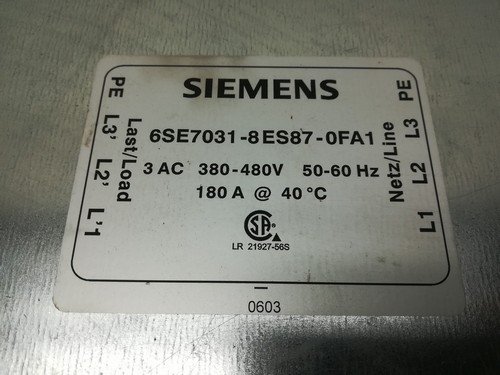 SIEMENS
6SE7031-8ES87-0FA1
3 AC 380-480V 50-60 Hz
180 A @ 40 °C
SA
LR 21927-56S
PE L3' L2' L'1
Last/Load
Netz/Line
L1 L2 L3 PE
0603